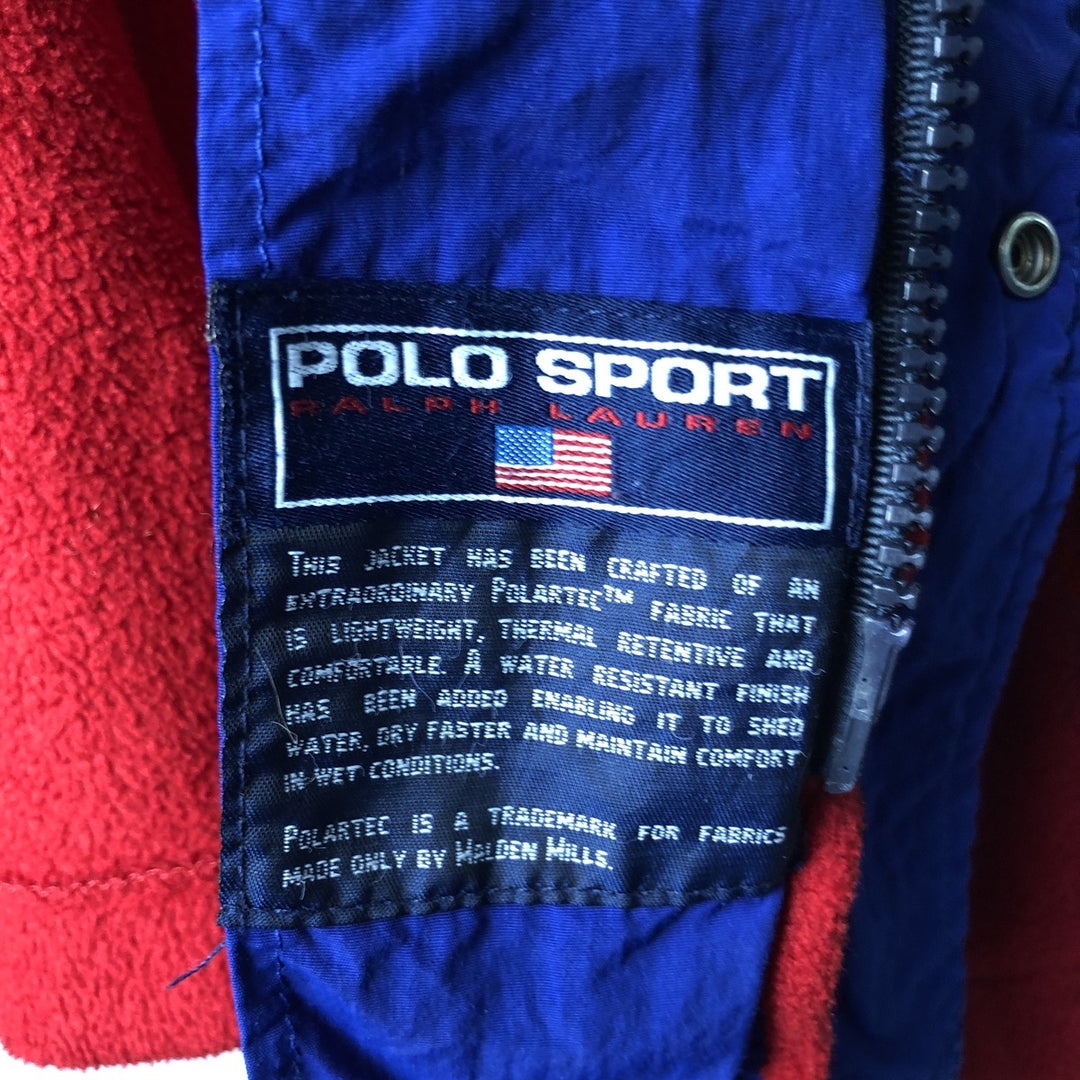 POLO SPORT
RALPH LAUREN
THIS JACKET HAS BEEN CRAFTED OF AN
EXTRAORDINARY POLARTEC™ FABRIC THAT
IS LIGHTWEIGHT, THERMAL RETENTIVE AND
COMFORTABLE. A WATER RESISTANT FINISH
HAS BEEN ADDED ENABLING IT TO SHED
WATER, DRY FASTER AND MAINTAIN COMFORT
IN WET CONDITIONS.
POLARTEC IS A TRADEMARK FOR FABRICS
MADE ONLY BY MALDEN MILLS.